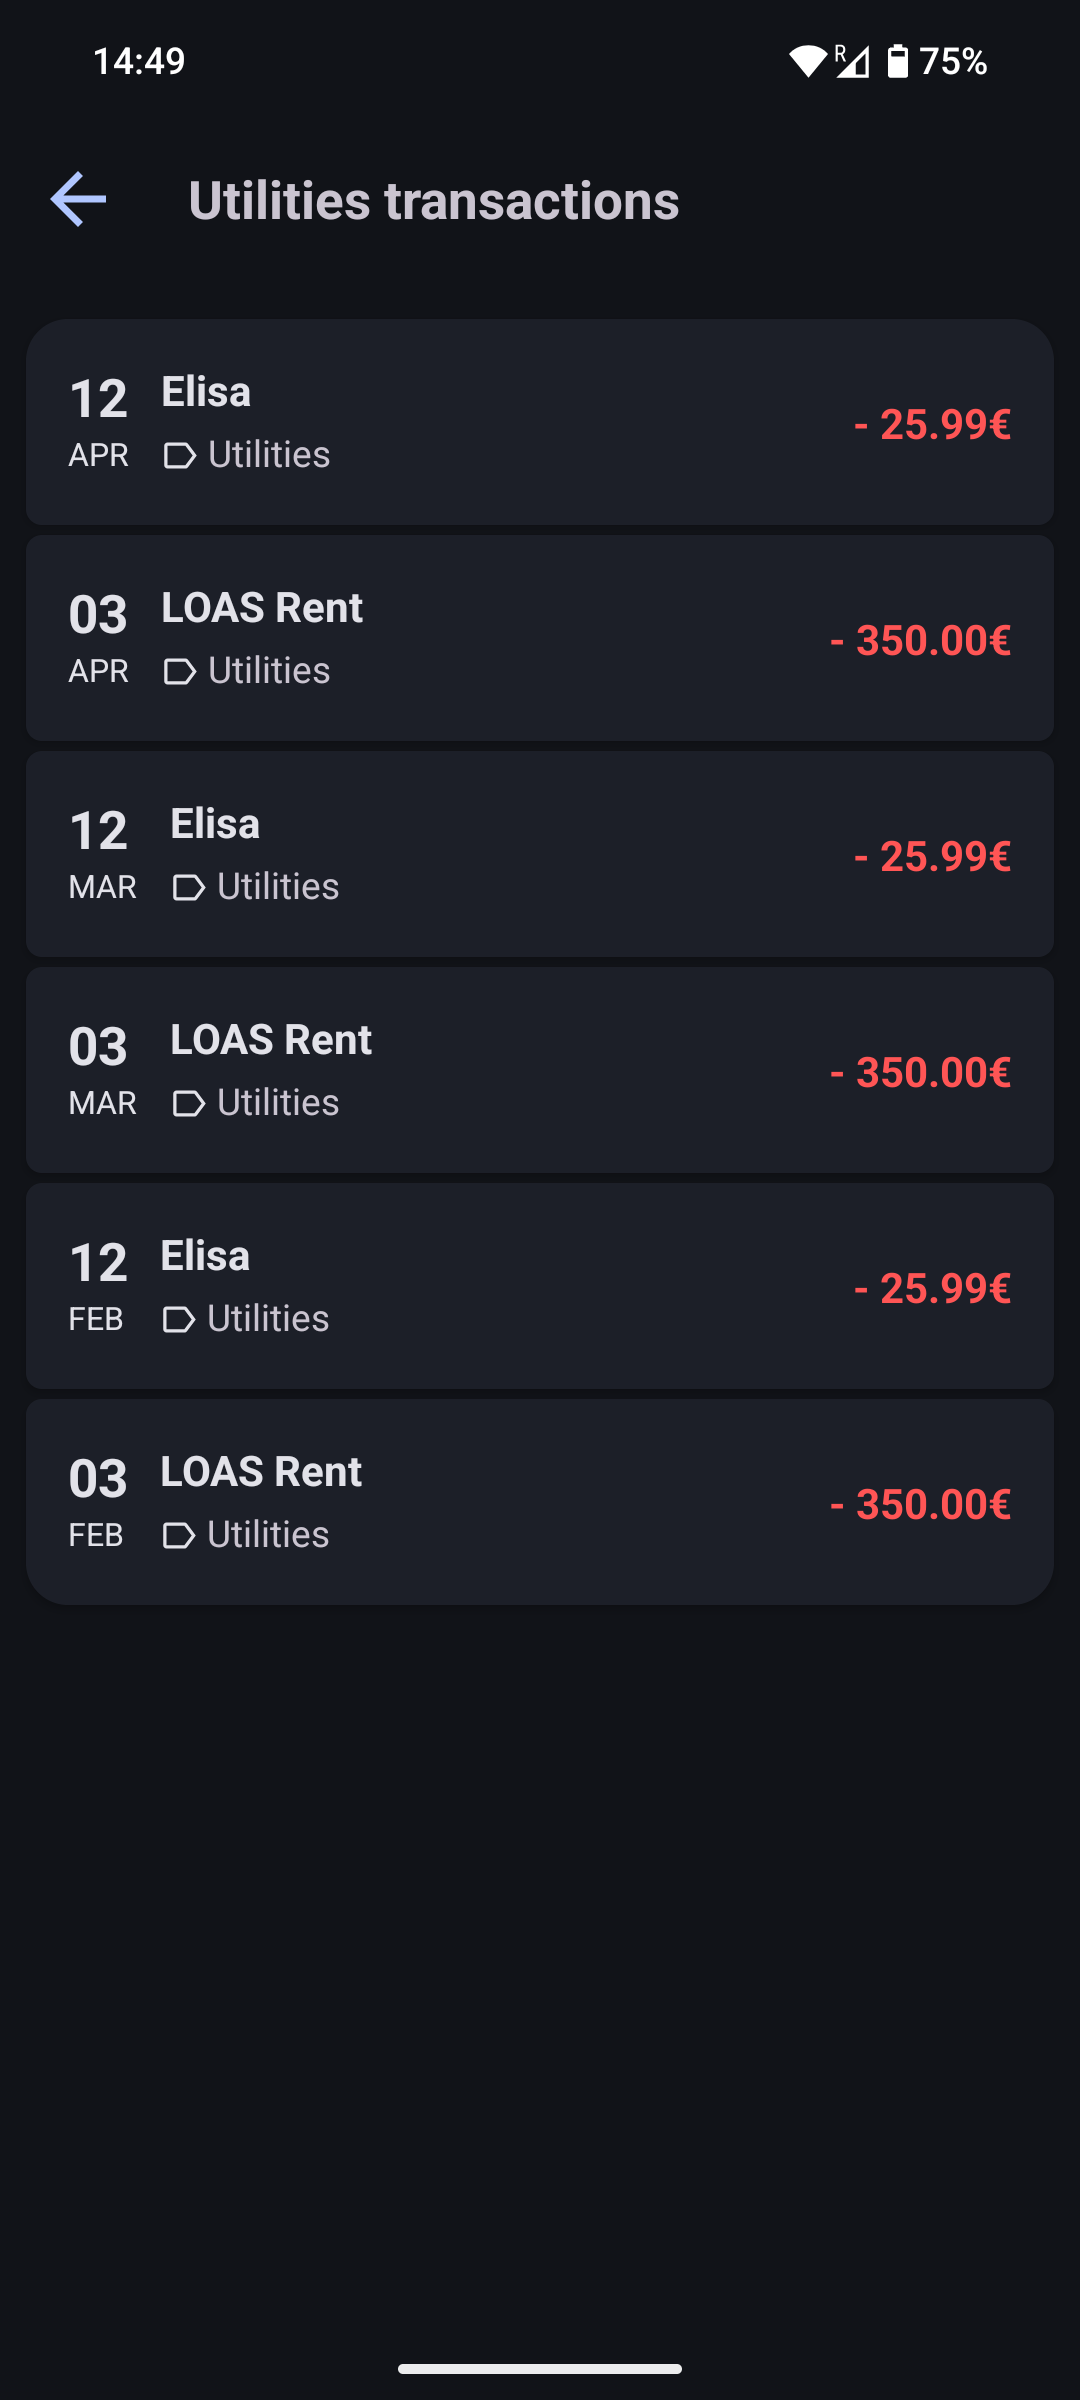 14:49
R 75%
Utilities transactions
12 Elisa
APR Utilities
- 25.99€
03 LOAS Rent
APR Utilities
- 350.00€
12 Elisa
MAR Utilities
- 25.99€
03 LOAS Rent
MAR Utilities
- 350.00€
12 Elisa
FEB Utilities
- 25.99€
03 LOAS Rent
FEB Utilities
- 350.00€